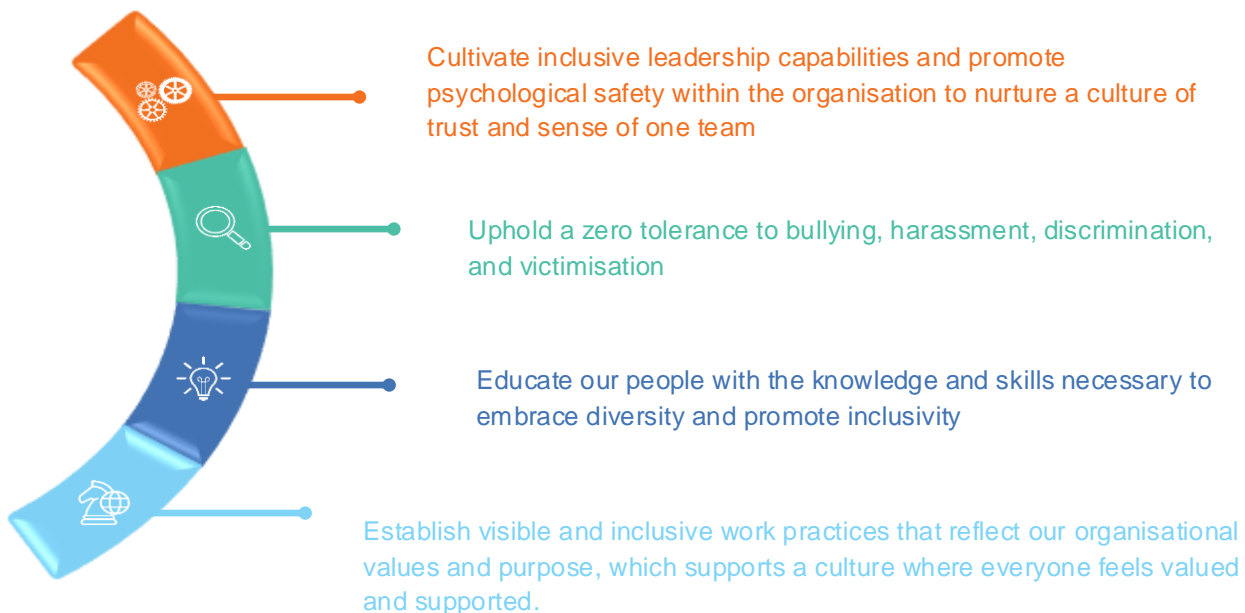 Cultivate inclusive leadership capabilities and promote
psychological safety within the organisation to nurture a culture of
trust and sense of one team
Uphold a zero tolerance to bullying, harassment, discrimination,
and victimisation
Educate our people with the knowledge and skills necessary to
embrace diversity and promote inclusivity
Establish visible and inclusive work practices that reflect our organisational
values and purpose, which supports a culture where everyone feels valued
and supported.